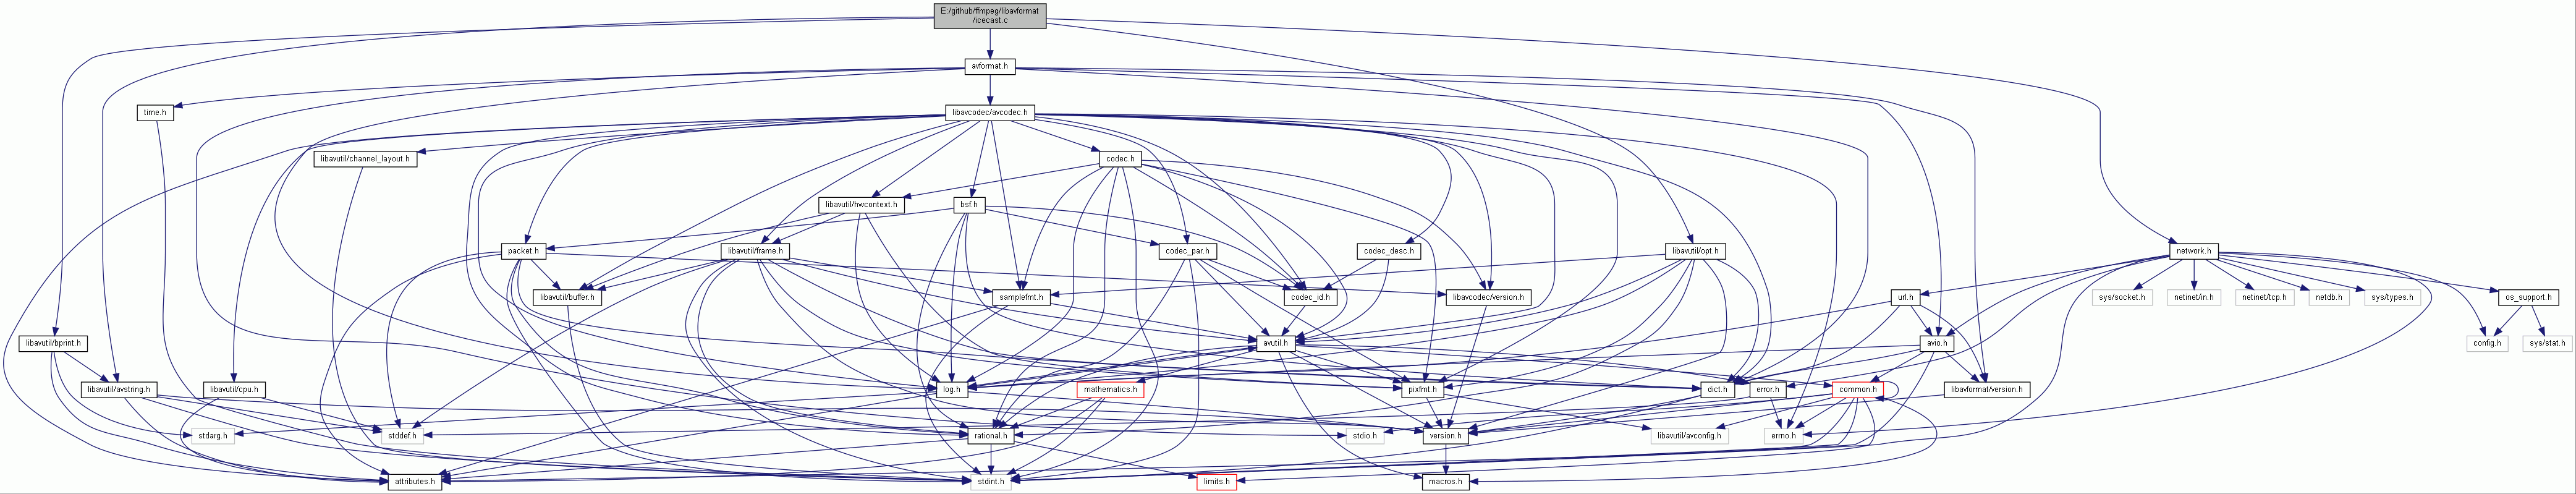 E:/github/ffmpeg/libavformat
/icecast.c
avformat.h
time.h
libavcodec/avcodec.h
libavutil/channel_layout.h
codec.h
libavutil/hwcontext.h
bsf.h
packet.h
libavutil/frame.h
codec_par.h
codec_desc.h
libavutil/opt.h
network.h
libavutil/buffer.h
samplefmt.h
codec_id.h
libavcodec/version.h
url.h
sys/socket.h
netinet/in.h
netinet/tcp.h
netdb.h
sys/types.h
os_support.h
libavutil/bprint.h
avutil.h
avio.h
config.h
sys/stat.h
libavutil/avstring.h
libavutil/cpu.h
log.h
mathematics.h
pixfmt.h
dict.h
error.h
common.h
libavformat/version.h
stdarg.h
stddef.h
rational.h
stdio.h
version.h
libavutil/avconfig.h
errno.h
attributes.h
stdint.h
limits.h
macros.h